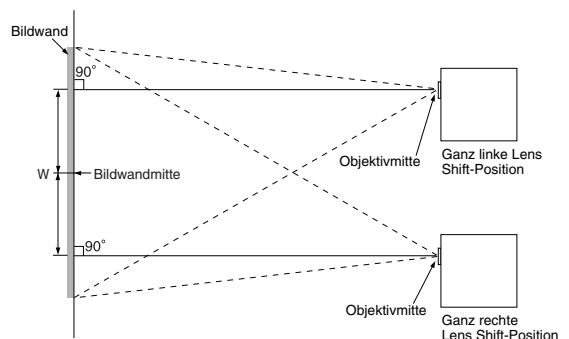 Bildwand
90°
Objektivmitte
Ganz linke Lens
Shift-Position
W
Bildwandmitte
90°
Objektivmitte
Ganz rechte
Lens Shift-Position